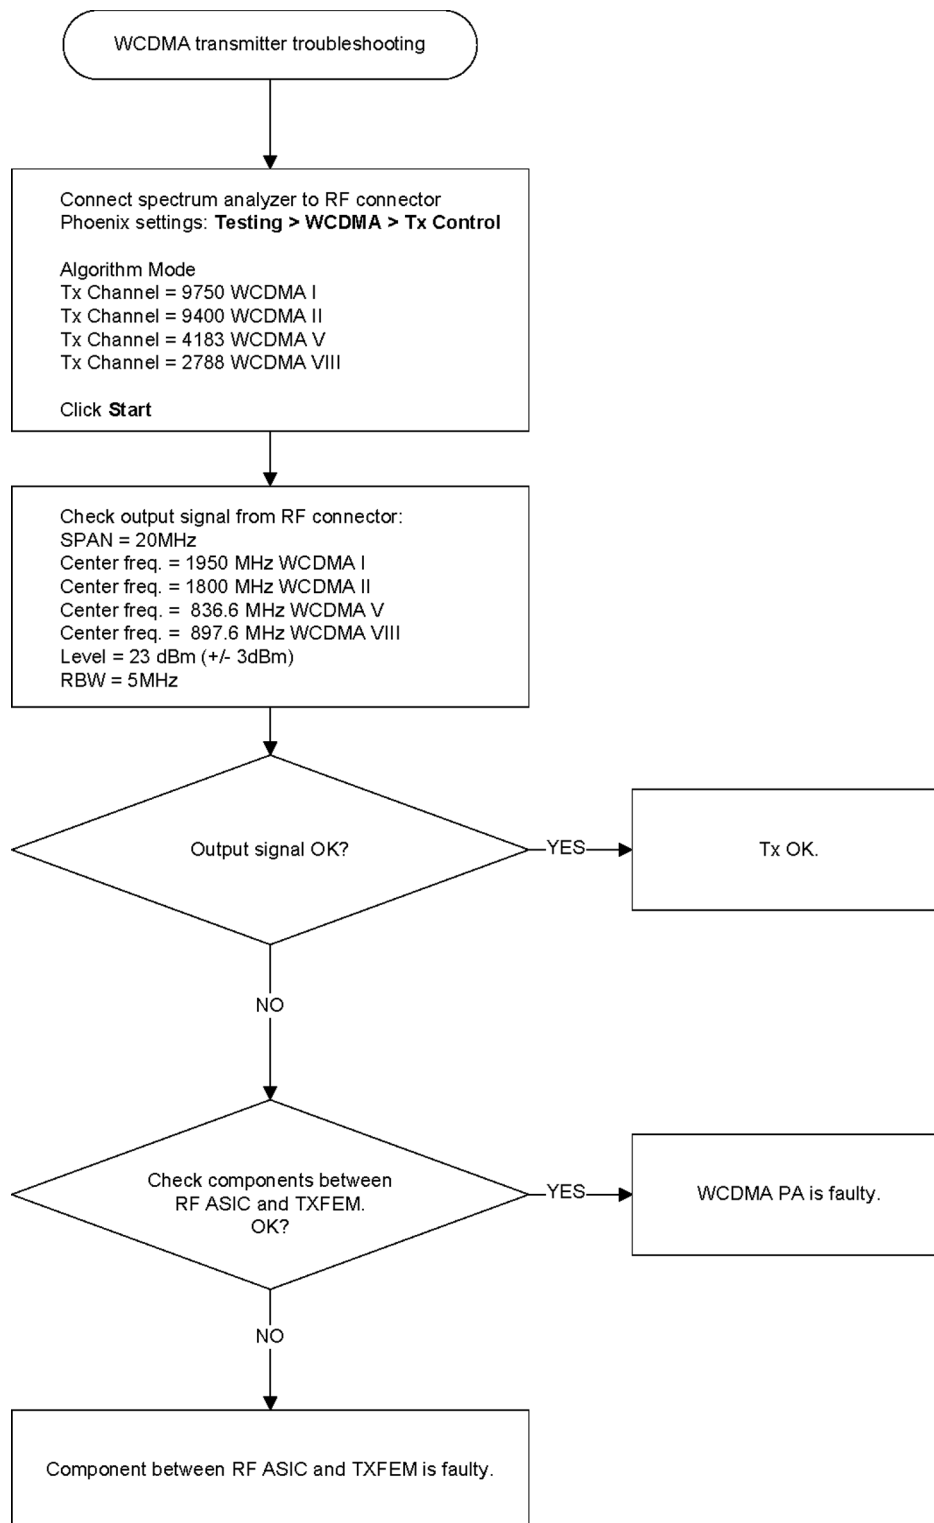 WCDMA transmitter troubleshooting
Connect spectrum analyzer to RF connector
Phoenix settings: Testing > WCDMA > Tx Control
Algorithm Mode
Tx Channel = 9750 WCDMA I
Tx Channel = 9400 WCDMA II
Tx Channel = 4183 WCDMA V
Tx Channel = 2788 WCDMA VIII
Click Start
Check output signal from RF connector:
SPAN = 20MHz
Center freq. = 1950 MHz WCDMA I
Center freq. = 1800 MHz WCDMA II
Center freq. =  836.6 MHz WCDMA V
Center freq. =  897.6 MHz WCDMA VIII
Level = 23 dBm (+/- 3dBm)
RBW = 5MHz
Output signal OK?
YES
Tx OK.
NO
Check components between
RF ASIC and TXFEM.
OK?
YES
WCDMA PA is faulty.
NO
Component between RF ASIC and TXFEM is faulty.